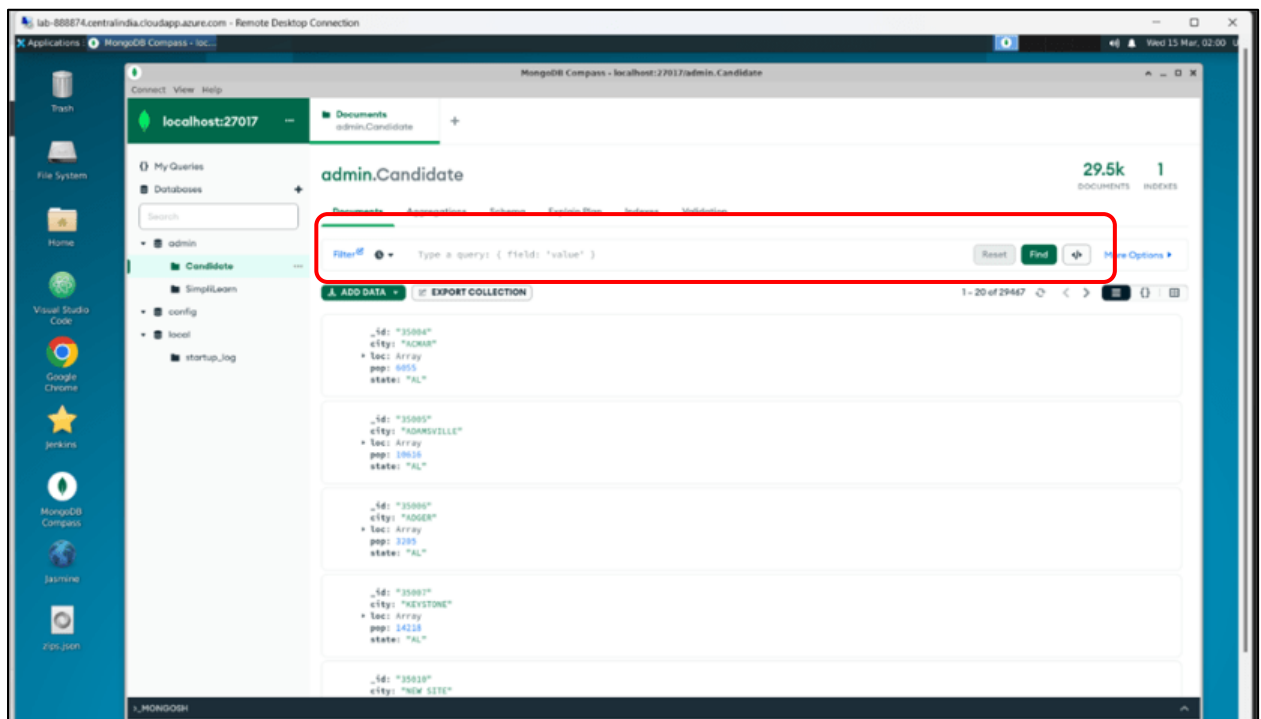 lab-888874.centralindia.cloudapp.azure.com - Remote Desktop Connection
Applications
MongoDB Compass - loc...
Wed 15 Mar, 02:00 U
Trash
File System
Home
Visual Studio
Code
Google
Chrome
Jenkins
MongoDB
Compass
Jasmine
zips.json
MongoDB Compass - localhost:27017/admin.Candidate
Connect View Help
localhost:27017 ...
My Queries
Databases +
Search
admin
Candidate ...
SimpliLearn
config
local
startup_log
Documents
admin.Candidate
+
admin.Candidate
29.5k 1
DOCUMENTS INDEXES
Documents Aggregations Schema Explain Plan Indexes Validation
Filter Type a query: { field: 'value' } Reset Find </> More Options
ADD DATA EXPORT COLLECTION 1 - 20 of 29467 < > {}
_id: "35004"
city: "ACMAR"
loc: Array
pop: 6055
state: "AL"
_id: "35005"
city: "ADAMSVILLE"
loc: Array
pop: 10616
state: "AL"
_id: "35006"
city: "ADGER"
loc: Array
pop: 3205
state: "AL"
_id: "35007"
city: "KEYSTONE"
loc: Array
pop: 14218
state: "AL"
_id: "35010"
city: "NEW SITE"
>_MONGOSH